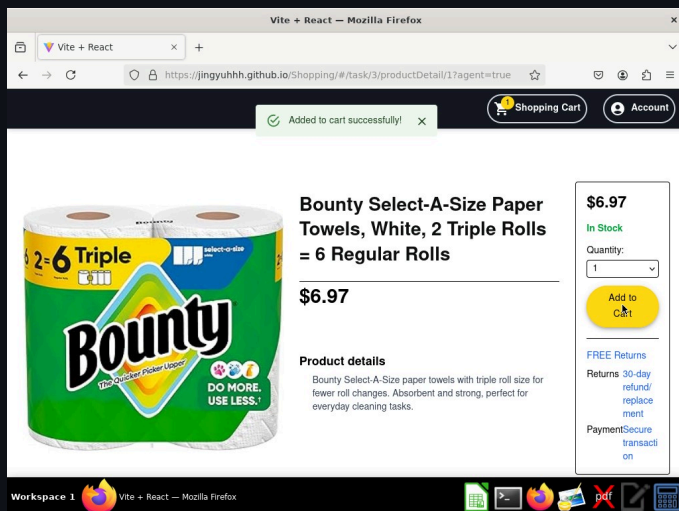 Vite + React — Mozilla Firefox
Vite + React
https://jingyuhhh.github.io/Shopping/#/task/3/productDetail/1?agent=true
1
Shopping Cart
Account
Added to cart successfully!
2=6 Triple
select-a-size
white
Bounty
The Quicker Picker Upper
DO MORE.
USE LESS.†
Bounty Select-A-Size Paper
Towels, White, 2 Triple Rolls
= 6 Regular Rolls
$6.97
Product details
Bounty Select-A-Size paper towels with triple roll size for
fewer roll changes. Absorbent and strong, perfect for
everyday cleaning tasks.
$6.97
In Stock
Quantity:
1
Add to
Cart
FREE Returns
Returns 30-day
refund/
replace
ment
Payment Secure
transacti
on
Workspace 1
Vite + React — Mozilla Firefox
pdf